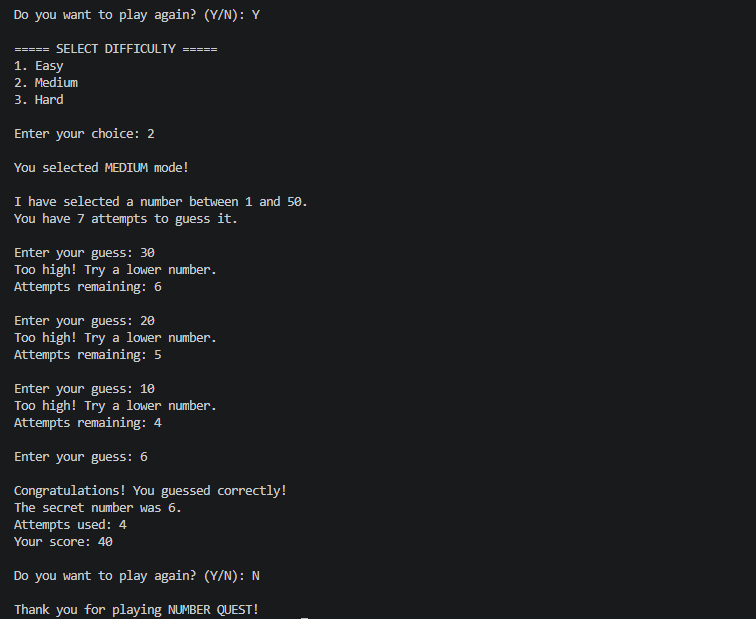 Do you want to play again? (Y/N): Y
===== SELECT DIFFICULTY =====
1. Easy
2. Medium
3. Hard
Enter your choice: 2
You selected MEDIUM mode!
I have selected a number between 1 and 50.
You have 7 attempts to guess it.
Enter your guess: 30
Too high! Try a lower number.
Attempts remaining: 6
Enter your guess: 20
Too high! Try a lower number.
Attempts remaining: 5
Enter your guess: 10
Too high! Try a lower number.
Attempts remaining: 4
Enter your guess: 6
Congratulations! You guessed correctly!
The secret number was 6.
Attempts used: 4
Your score: 40
Do you want to play again? (Y/N): N
Thank you for playing NUMBER QUEST!